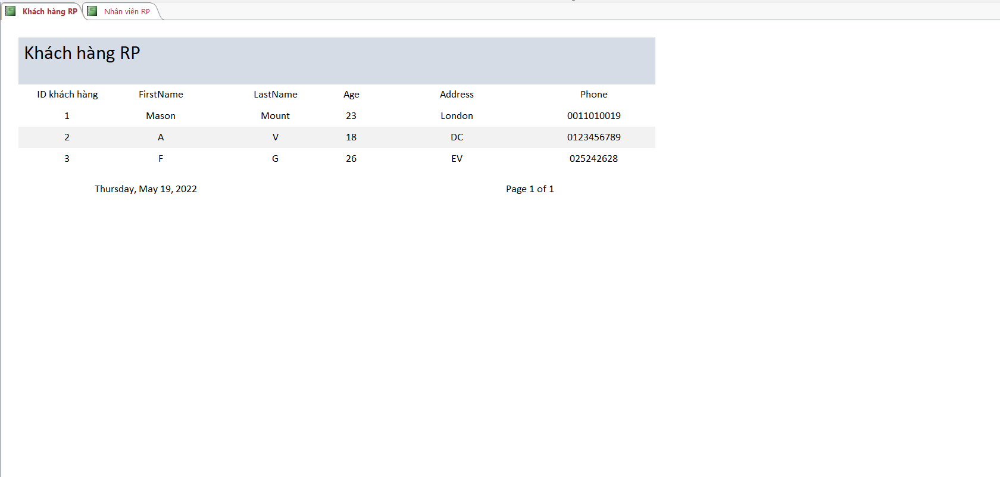 Khách hàng RP Nhân viên RP
Khách hàng RP
ID khách hàng FirstName LastName Age Address Phone
1 Mason Mount 23 London 0011010019
2 A V 18 DC 0123456789
3 F G 26 EV 025242628
Thursday, May 19, 2022 Page 1 of 1